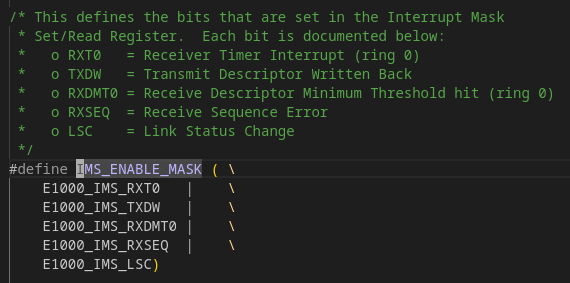 /* This defines the bits that are set in the Interrupt Mask
 * Set/Read Register.  Each bit is documented below:
 *   o RXT0   = Receiver Timer Interrupt (ring 0)
 *   o TXDW   = Transmit Descriptor Written Back
 *   o RXDMT0 = Receive Descriptor Minimum Threshold hit (ring 0)
 *   o RXSEQ  = Receive Sequence Error
 *   o LSC    = Link Status Change
 */
#define IMS_ENABLE_MASK ( \
    E1000_IMS_RXT0   |    \
    E1000_IMS_TXDW   |    \
    E1000_IMS_RXDMT0 |    \
    E1000_IMS_RXSEQ  |    \
    E1000_IMS_LSC)